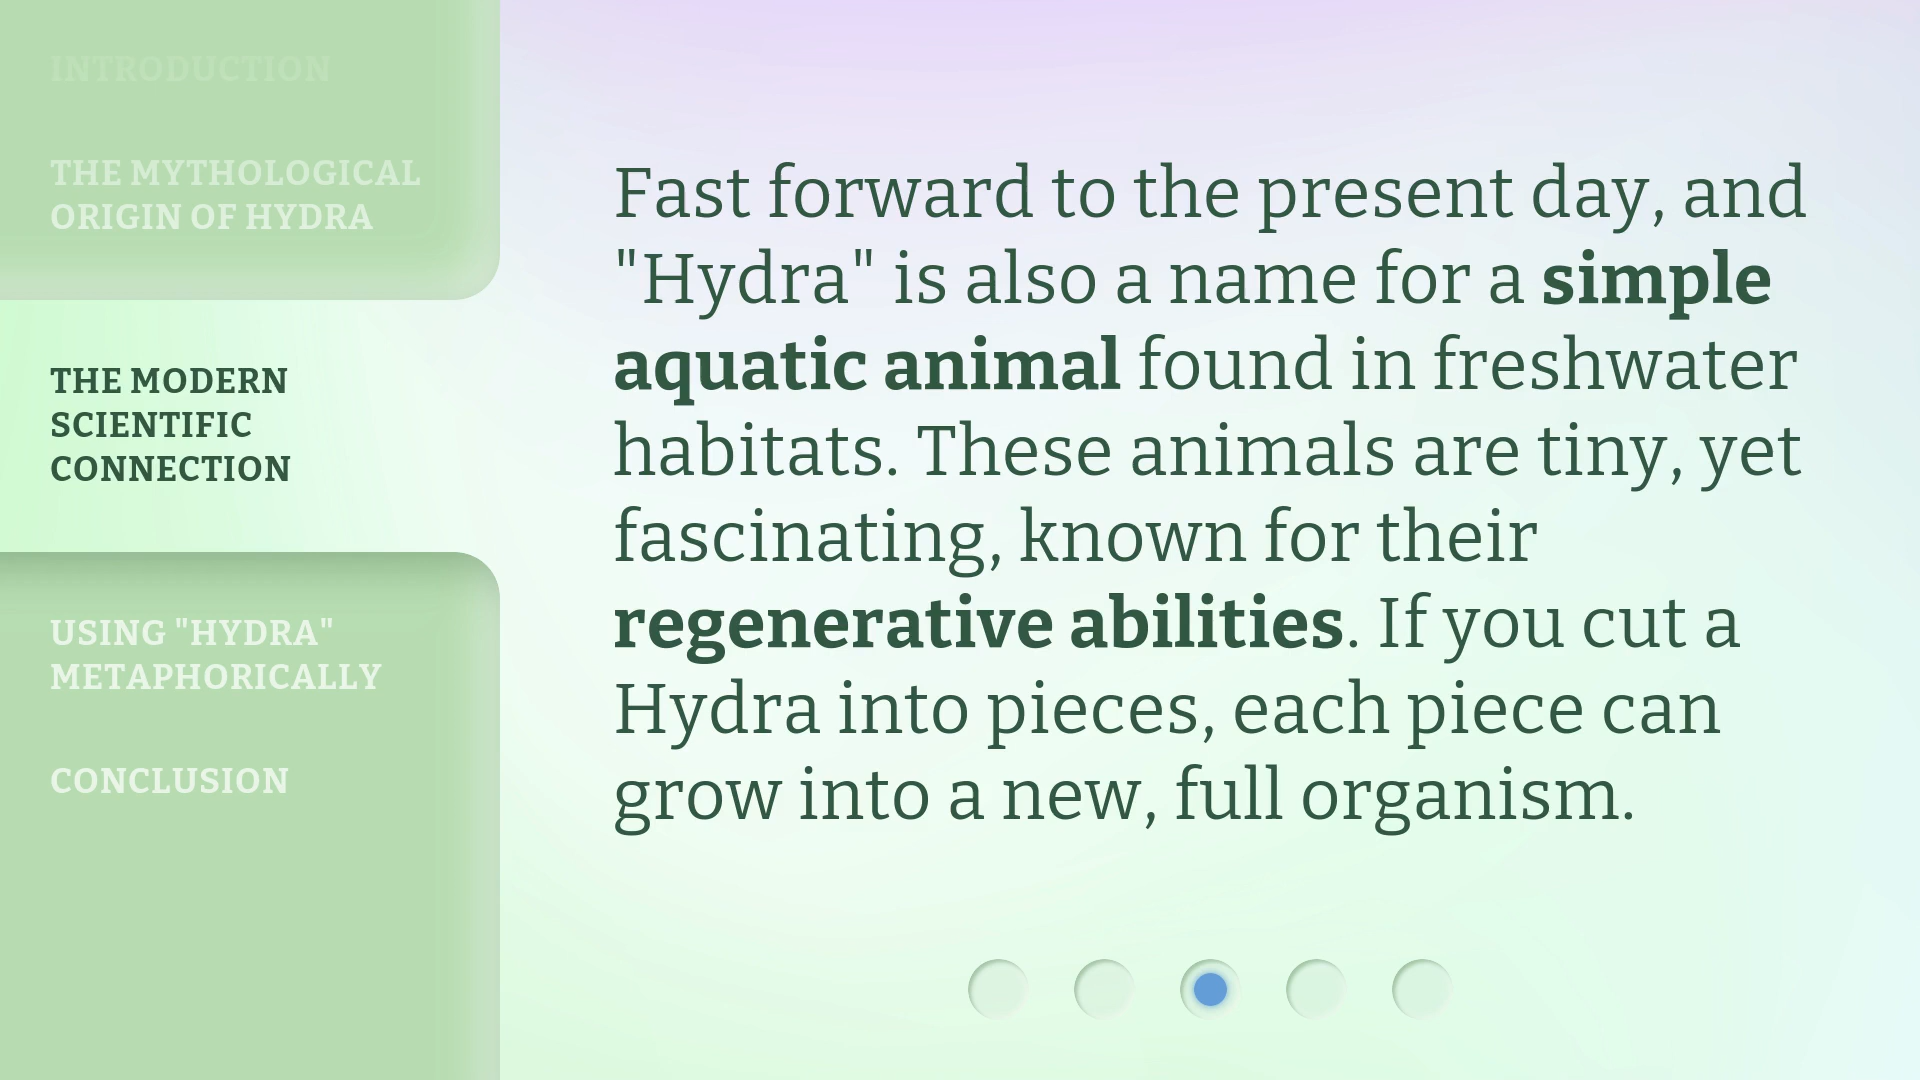 INTRODUCTION
THE MYTHOLOGICAL
ORIGIN OF HYDRA
THE MODERN
SCIENTIFIC
CONNECTION
USING "HYDRA"
METAPHORICALLY
CONCLUSION
Fast forward to the present day, and
"Hydra" is also a name for a simple
aquatic animal found in freshwater
habitats. These animals are tiny, yet
fascinating, known for their
regenerative abilities. If you cut a
Hydra into pieces, each piece can
grow into a new, full organism.